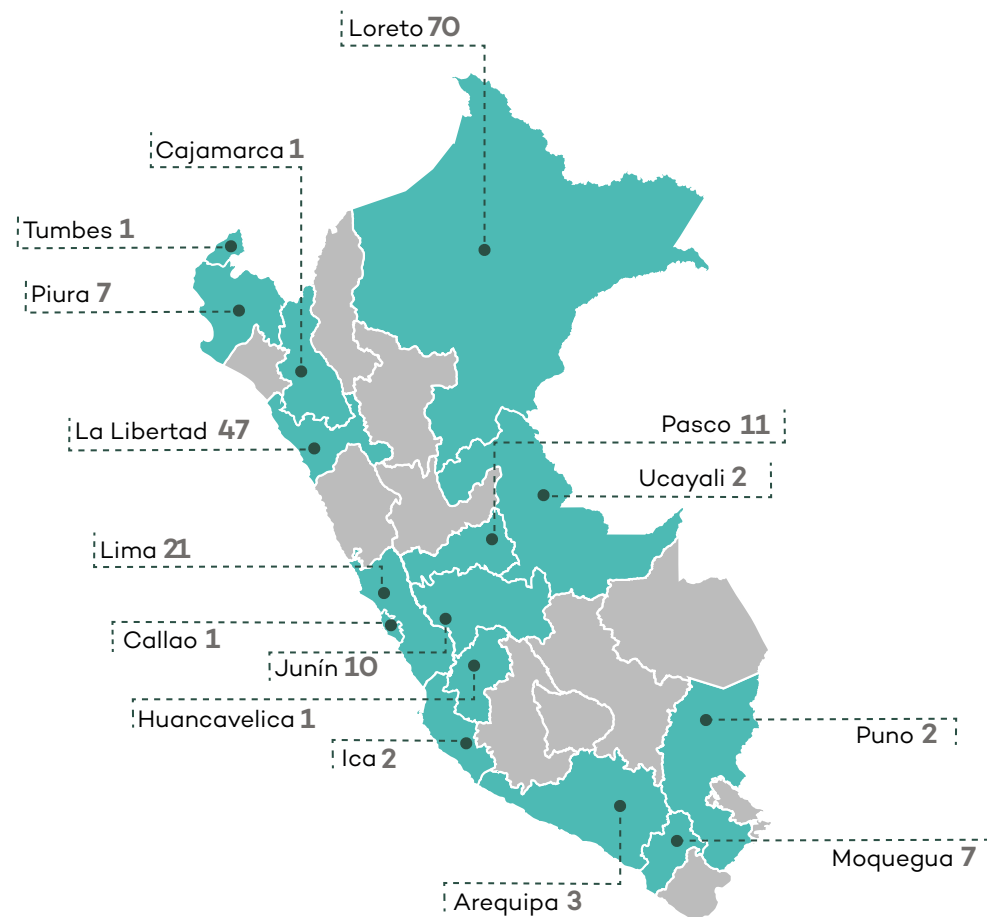 Loreto 70
Cajamarca 1
Tumbes 1
Piura 7
La Libertad 47
Pasco 11
Ucayali 2
Lima 21
Callao 1
Junín 10
Huancavelica 1
Puno 2
Ica 2
Moquegua 7
Arequipa 3